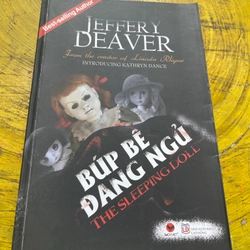 Best-selling Author
JEFFERY
DEAVER
From the creator of Lincoln Rhyme
INTRODUCING KATHRYN DANCE
BÚP BÊ
ĐANG NGỦ
THE SLEEPING DOLL